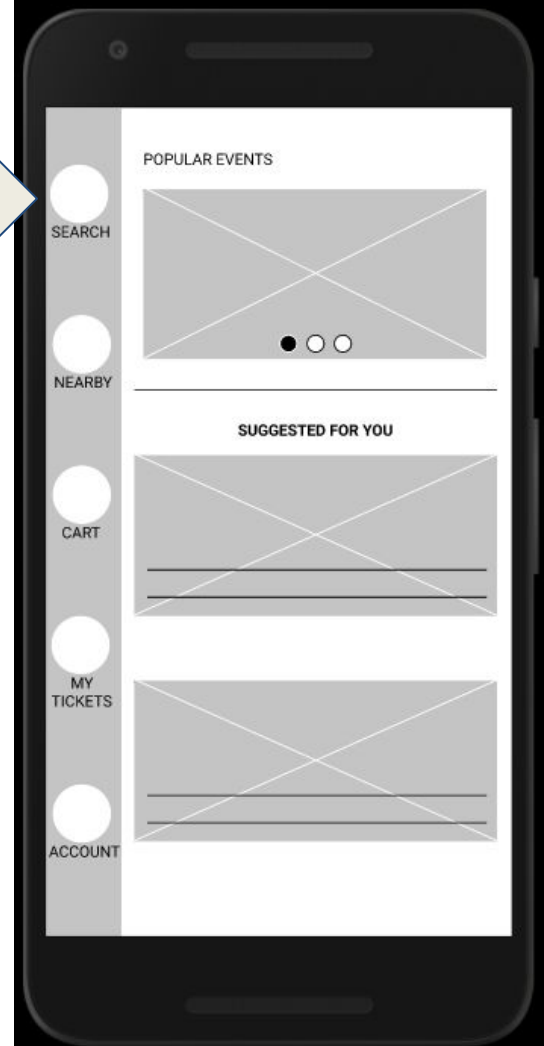 POPULAR EVENTS
SEARCH
NEARBY
SUGGESTED FOR YOU
CART
MY
TICKETS
ACCOUNT